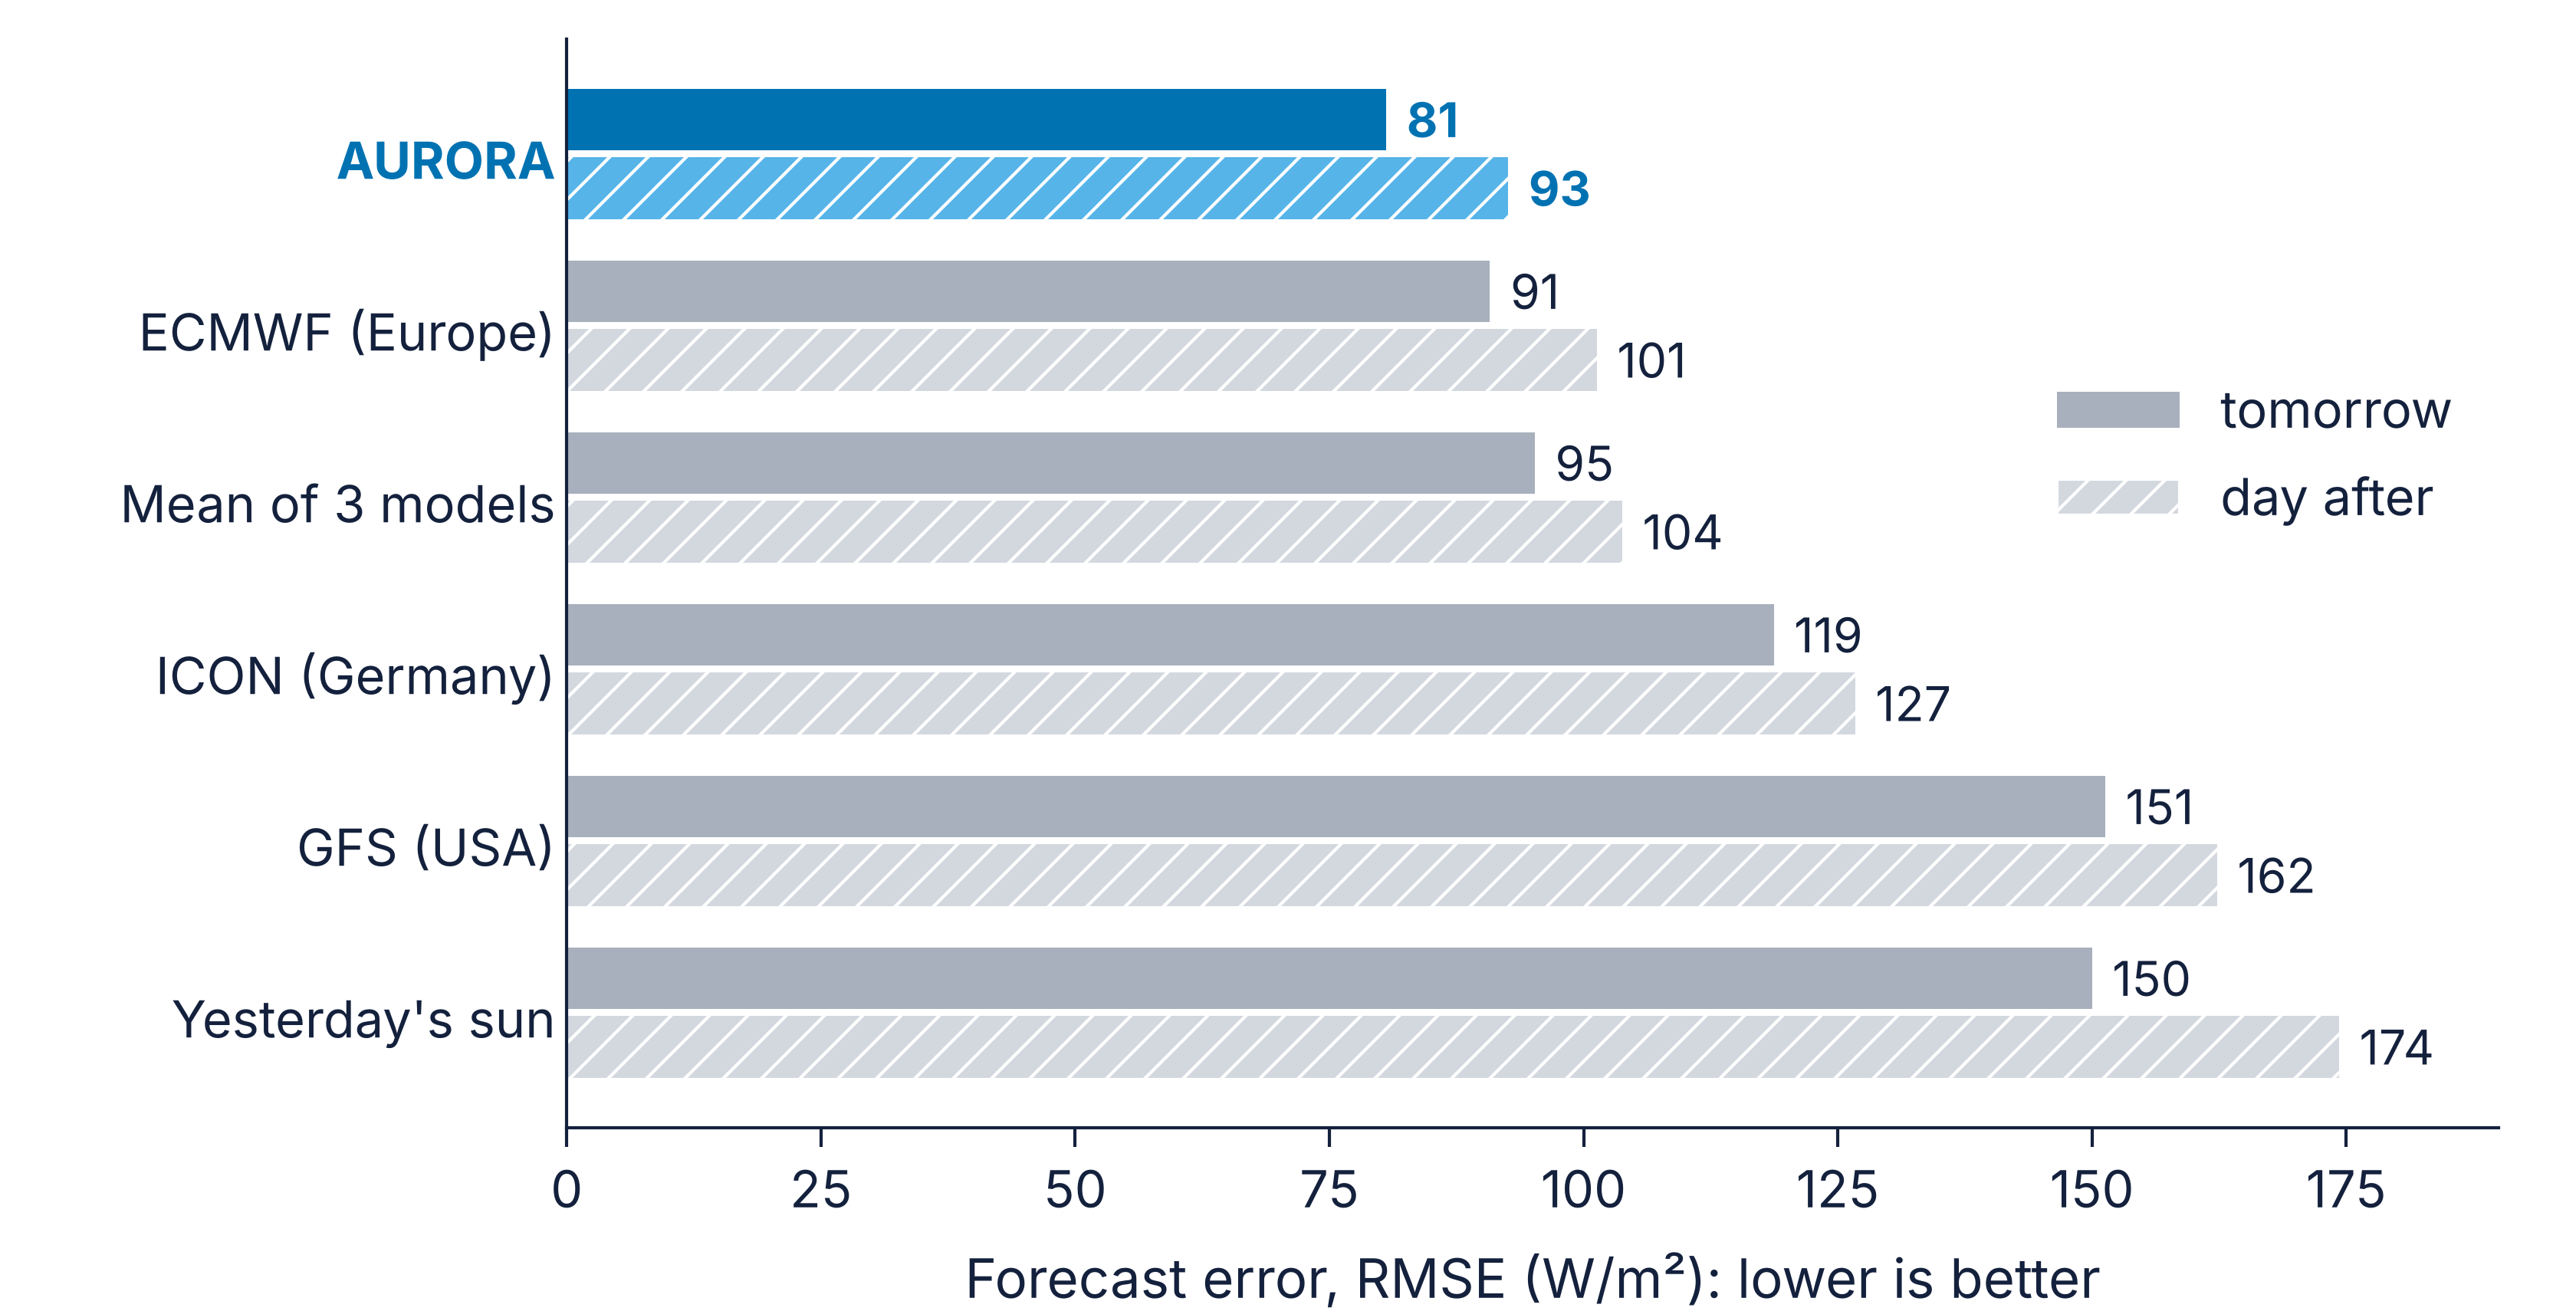 AURORA
81
93
ECMWF (Europe)
91
101
Mean of 3 models
95
104
ICON (Germany)
119
127
GFS (USA)
151
162
Yesterday's sun
150
174
tomorrow
day after
0 25 50 75 100 125 150 175
Forecast error, RMSE (W/m²): lower is better